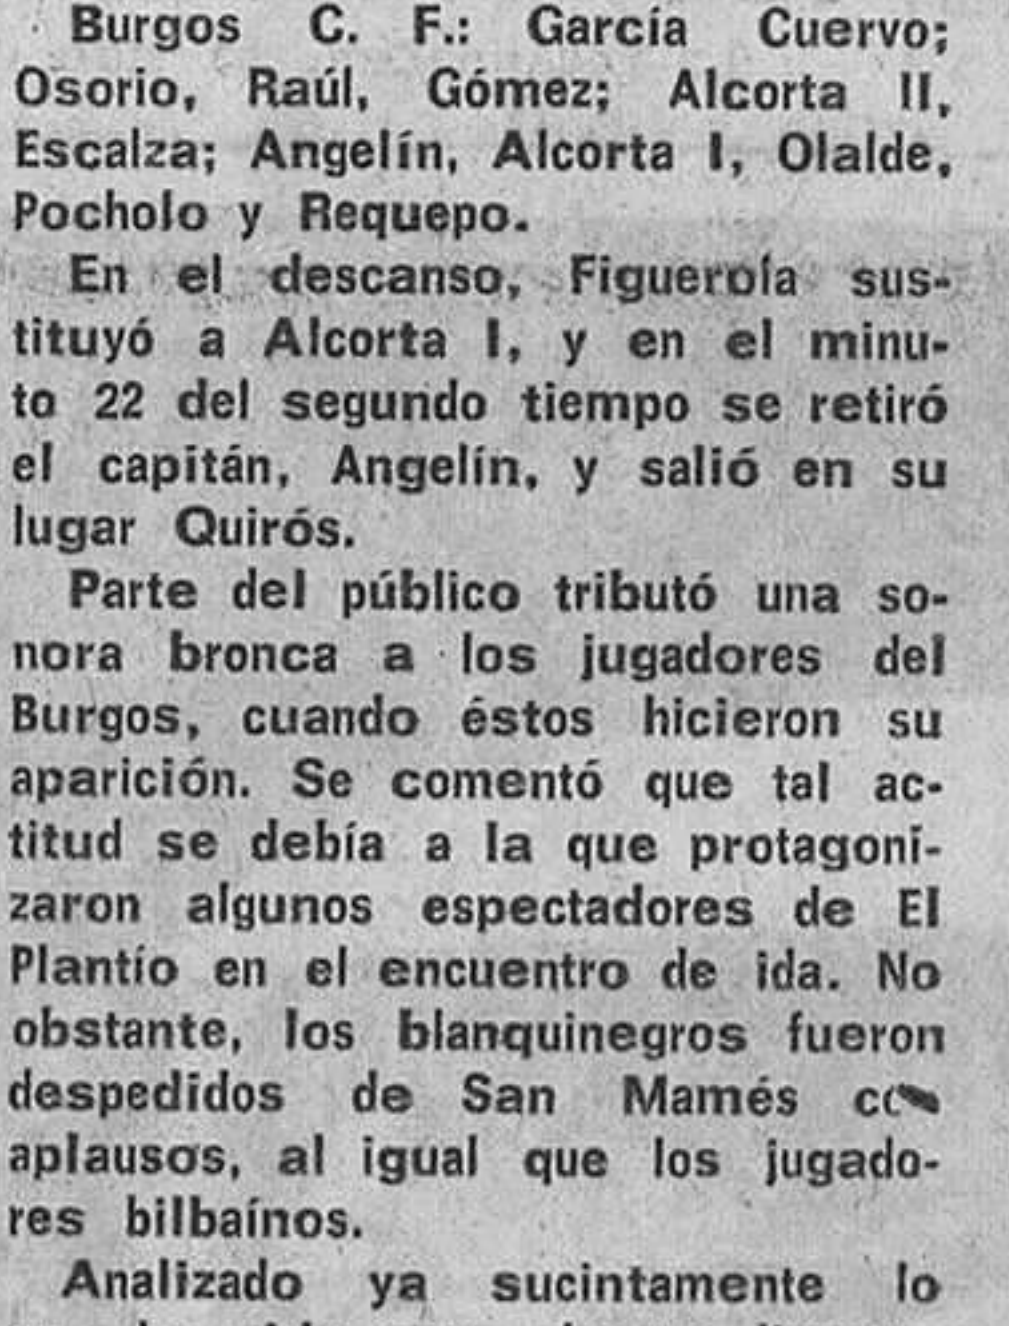 Burgos C. F.: García Cuervo;
Osorio, Raúl, Gómez; Alcorta II,
Escalza; Angelín, Alcorta I, Olalde,
Pocholo y Requepo.
En el descanso, Figuerola sus-
tituyó a Alcorta I, y en el minu-
to 22 del segundo tiempo se retiró
el capitán, Angelín, y salió en su
lugar Quirós.
Parte del público tributó una so-
nora bronca a los jugadores del
Burgos, cuando éstos hicieron su
aparición. Se comentó que tal ac-
titud se debía a la que protagoni-
zaron algunos espectadores de El
Plantío en el encuentro de ida. No
obstante, los blanquinegros fueron
despedidos de San Mamés
aplausos, al igual que los jugado-
res bilbaínos.
Analizado ya sucintamente lo